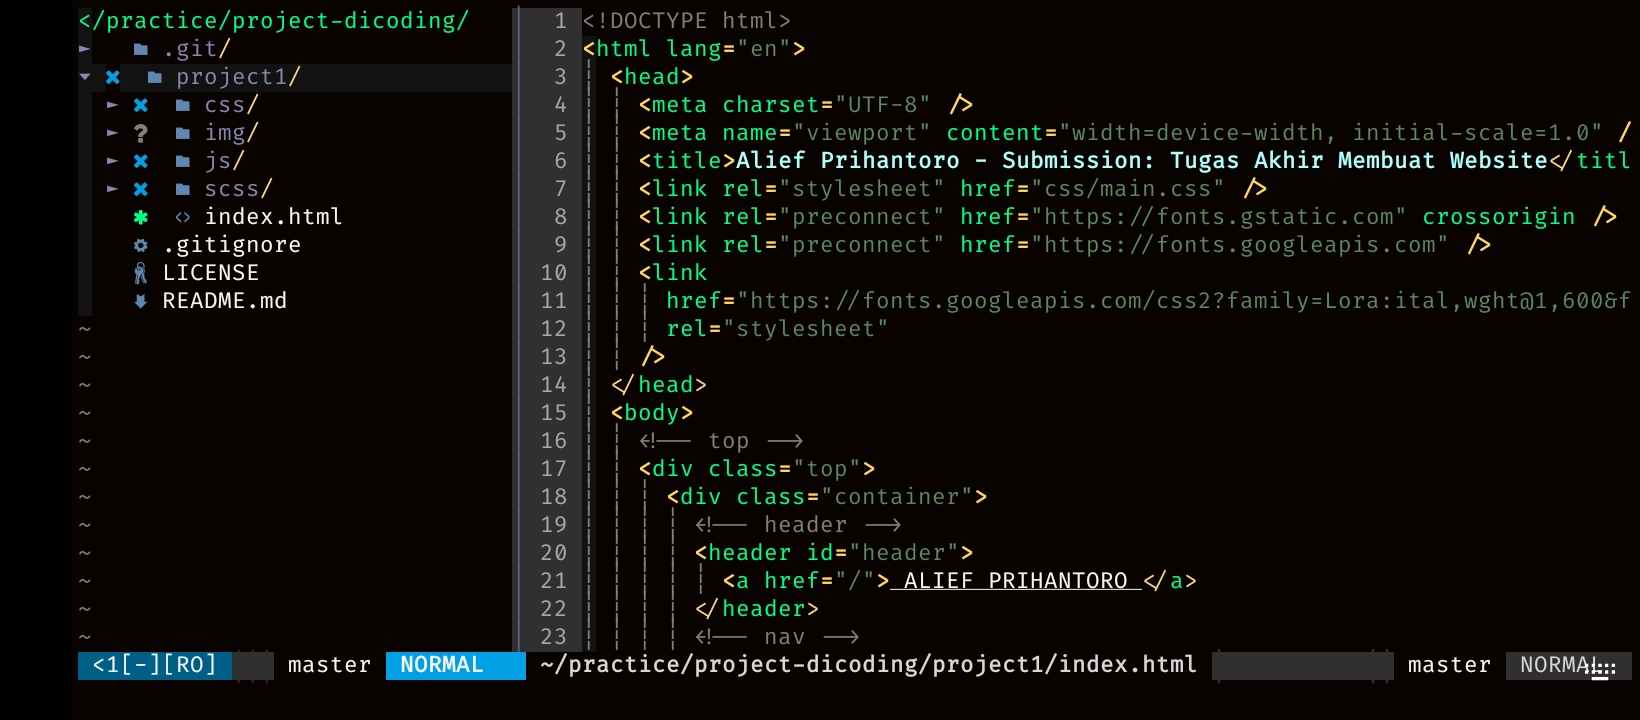 </practice/project-dicoding/
.git/
project1/
css/
? img/
js/
scss/
index.html
.gitignore
LICENSE
README.md
~
~
~
~
~
~
~
~
~
~
~
~
<1[-][RO] master NORMAL
1 <!DOCTYPE html>
2 <html lang="en">
3 <head>
4 <meta charset="UTF-8" />
5 <meta name="viewport" content="width=device-width, initial-scale=1.0" /
6 <title>Alief Prihantoro - Submission: Tugas Akhir Membuat Website</titl
7 <link rel="stylesheet" href="css/main.css" />
8 <link rel="preconnect" href="https://fonts.gstatic.com" crossorigin />
9 <link rel="preconnect" href="https://fonts.googleapis.com" />
10 <link
11 href="https://fonts.googleapis.com/css2?family=Lora:ital,wght@1,600&f
12 rel="stylesheet"
13 />
14 </head>
15 <body>
16 <!-- top -->
17 <div class="top">
18 <div class="container">
19 <!-- header -->
20 <header id="header">
21 <a href="/"> ALIEF PRIHANTORO </a>
22 </header>
23 <!-- nav -->
~/practice/project-dicoding/project1/index.html master NORMAL